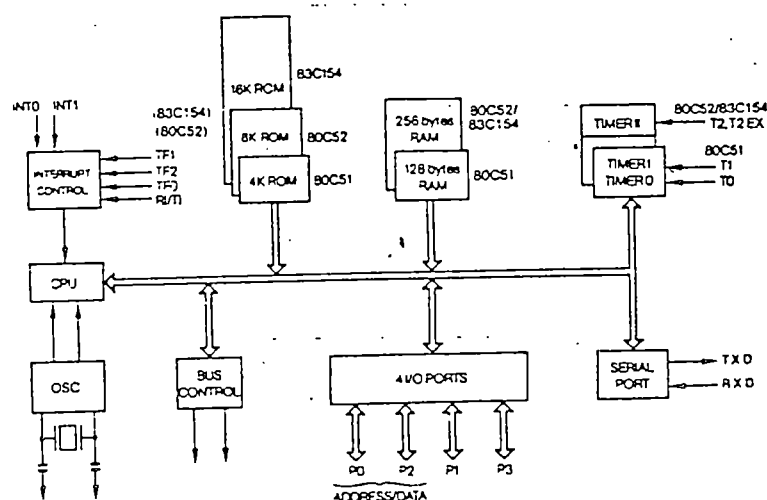 16K ROM
83C154
INT0 INT1
(83C154)
(80C52)
8K ROM
80C52
4K ROM
80C51
256 bytes
RAM
80C52/
83C154
128 bytes
RAM
80C51
80C52/83C154
TIMER II
T2, T2 EX
80C51
TIMER I
TIMER 0
T1
T0
INTERRUPT
CONTROL
TF1
TF2
TF0
RI/TI
CPU
OSC
BUS
CONTROL
4 I/O PORTS
SERIAL
PORT
TXD
RXD
P0 P2 P1 P3
ADDRESS/DATA